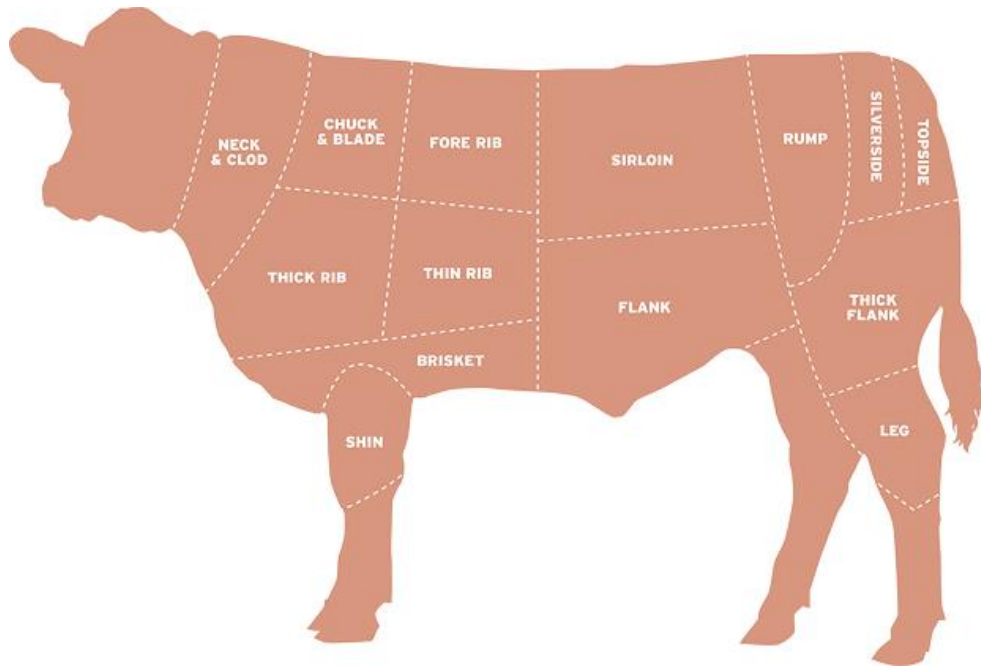 NECK
& CLOD
CHUCK
& BLADE
FORE RIB
SIRLOIN
RUMP
SILVERSIDE
TOPSIDE
THICK RIB
THIN RIB
FLANK
THICK
FLANK
BRISKET
SHIN
LEG